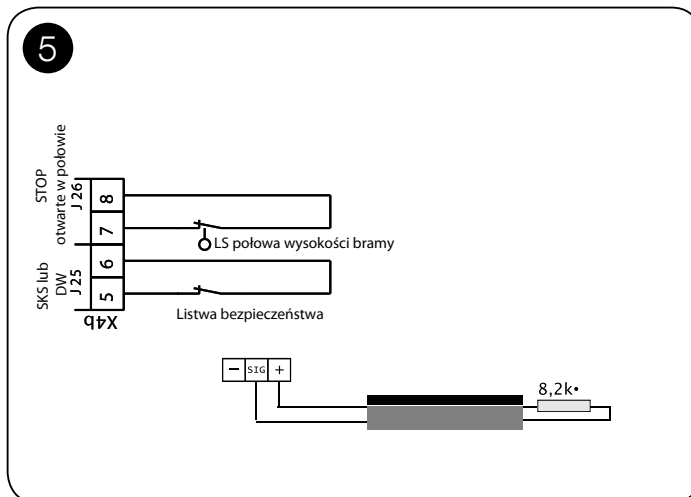 5
STOP
otwarte w połowie
J 26
8
7
LS połowa wysokości bramy
SKS lub
DW
J 25
6
5
Listwa bezpieczeństwa
X4b
− SIG +
8,2k•